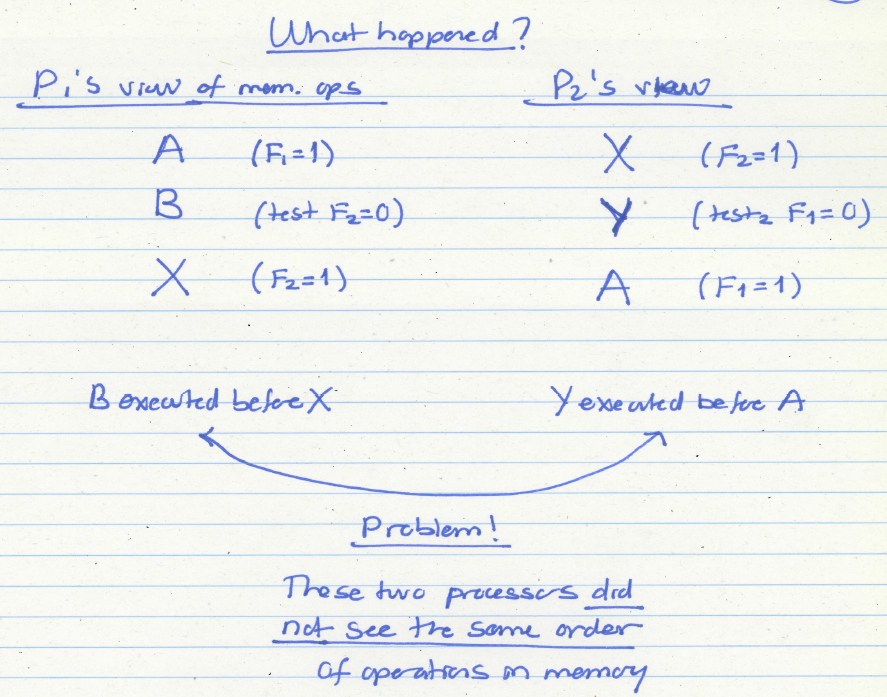 What happened?
P1's view of mem. ops
P2's view
A (F1=1)
X (F2=1)
B (test F2=0)
Y (test2 F1=0)
X (F2=1)
A (F1=1)
B executed before X
Y executed before A
Problem!
These two processors did
not see the same order
of operations in memory